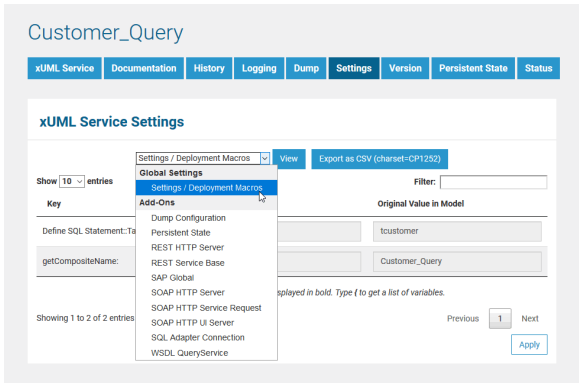 Customer_Query
xUML Service Documentation History Logging Dump Settings Version Persistent State Status
xUML Service Settings
Settings / Deployment Macros View Export as CSV (charset=CP1252)
Global Settings
Settings / Deployment Macros
Add-Ons
Dump Configuration
Persistent State
REST HTTP Server
REST Service Base
SAP Global
SOAP HTTP Server
SOAP HTTP Service Request
SOAP HTTP UI Server
SQL Adapter Connection
WSDL QueryService
Show 10 entries Filter:
Key Original Value in Model
Define SQL Statement::Ta tcustomer
getCompositeName: Customer_Query
splayed in bold. Type { to get a list of variables.
Showing 1 to 2 of 2 entries Previous 1 Next
Apply